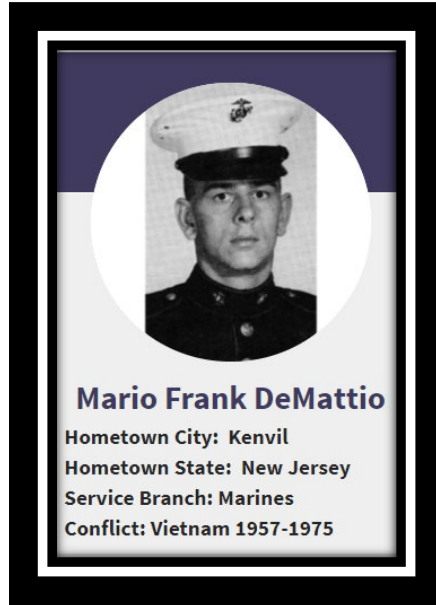 Mario Frank DeMattio
Hometown City: Kenvil
Hometown State: New Jersey
Service Branch: Marines
Conflict: Vietnam 1957-1975